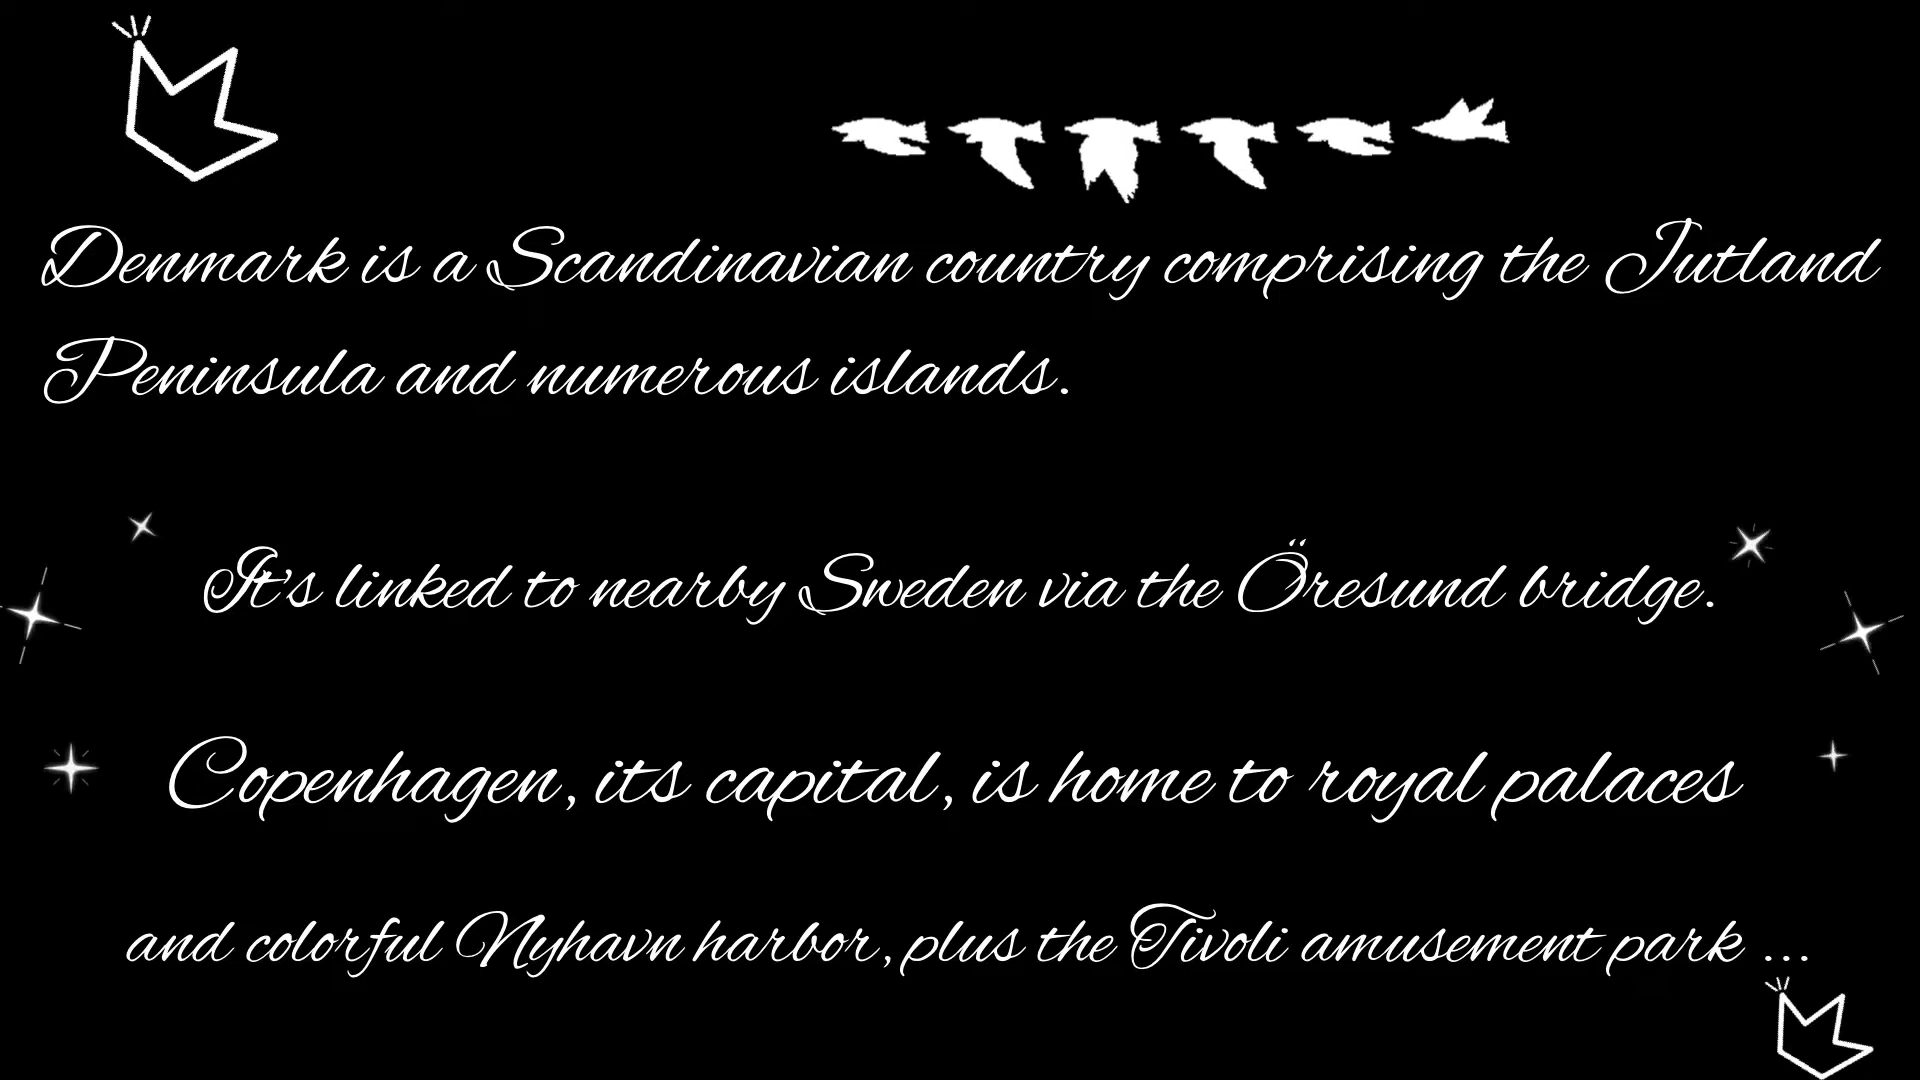 Denmark is a Scandinavian country comprising the Jutland
Peninsula and numerous islands.
It's linked to nearby Sweden via the Öresund bridge.
Copenhagen, its capital, is home to royal palaces
and colorful Nyhavn harbor, plus the Tivoli amusement park ...